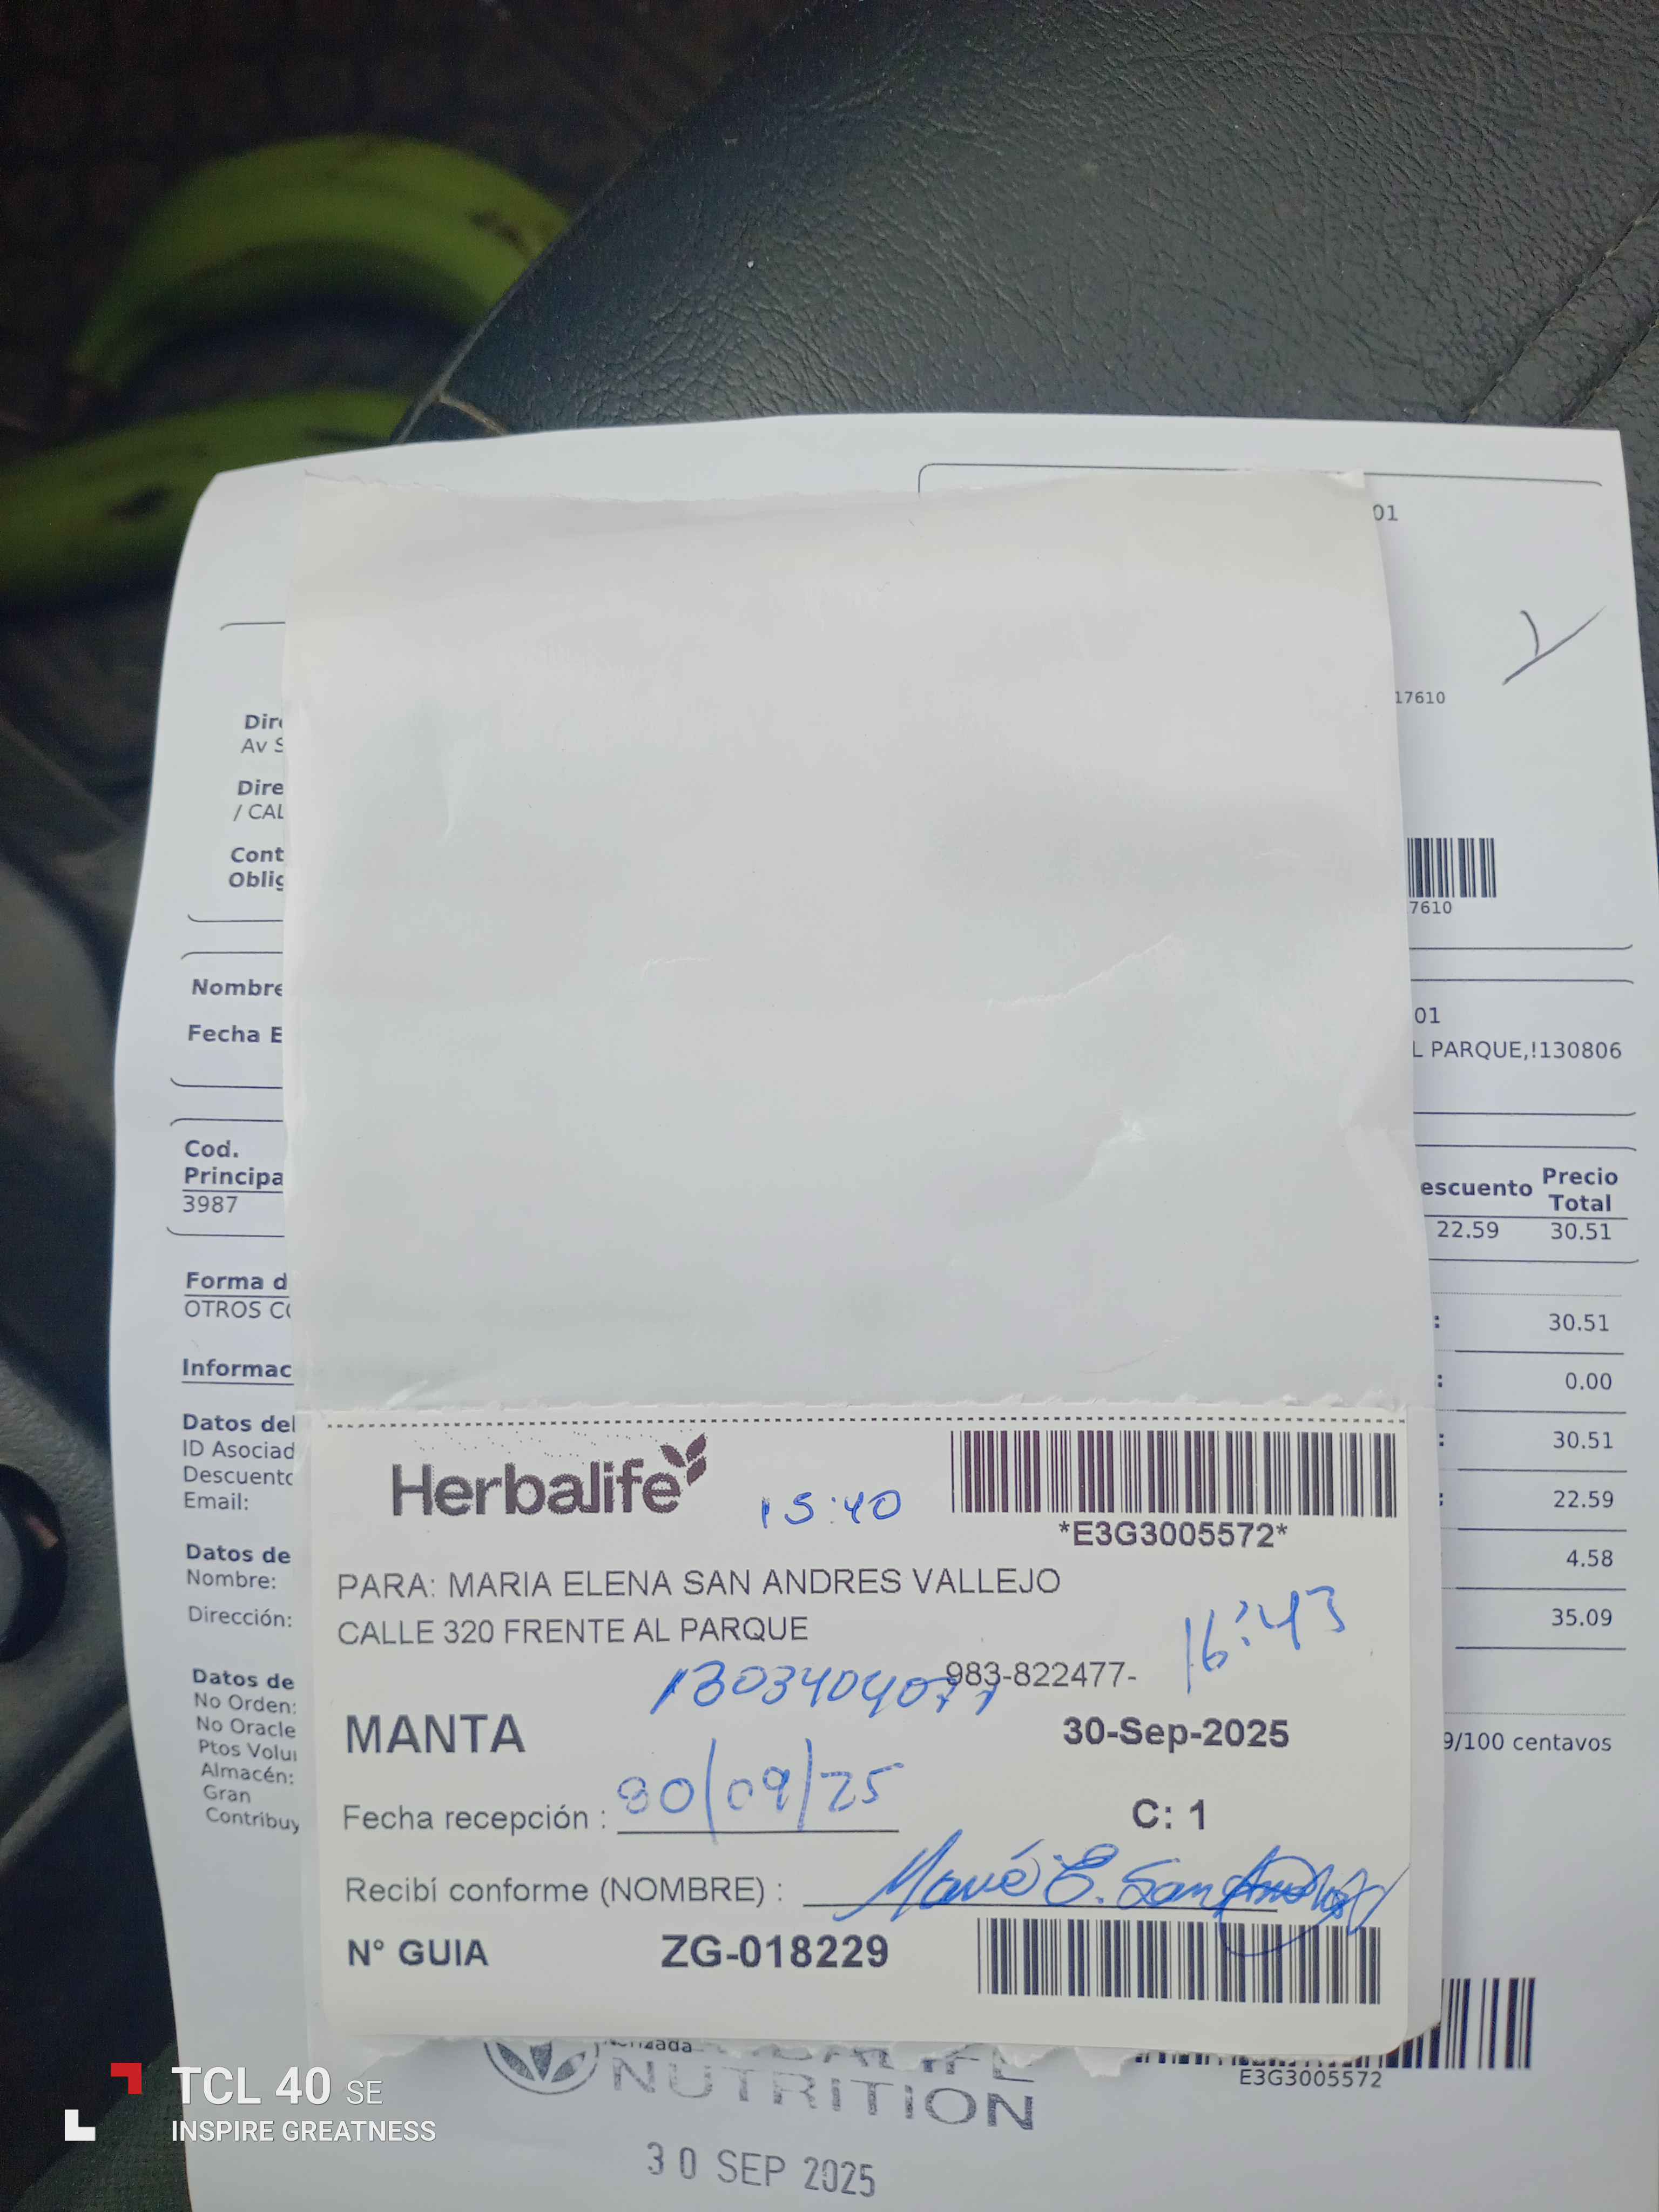 01
17610
Av S
/ CAL
7610
Nombre
Fecha E
01
L PARQUE,!130806
Cod.
Principa
3987
escuento
Precio
Total
22.59 30.51
Forma d
OTROS CO
30.51
Informac
0.00
Datos del
ID Asociad
Descuento
Email:
30.51
22.59
Datos de
Nombre:
4.58
Dirección:
35.09
Datos de
No Orden:
No Oracle
Ptos Volu
Almacén:
Gran
Contribuy
9/100 centavos
Herbalife
15:40
*E3G3005572*
PARA: MARIA ELENA SAN ANDRES VALLEJO
CALLE 320 FRENTE AL PARQUE
16:43
983-822477-
1303404077
MANTA
30-Sep-2025
Fecha recepción : 30/09/25
C: 1
Recibí conforme (NOMBRE) : Maria E. San Andres
N° GUIA ZG-018229
E3G3005572
NUTRITION
30 SEP 2025
TCL 40 SE
INSPIRE GREATNESS